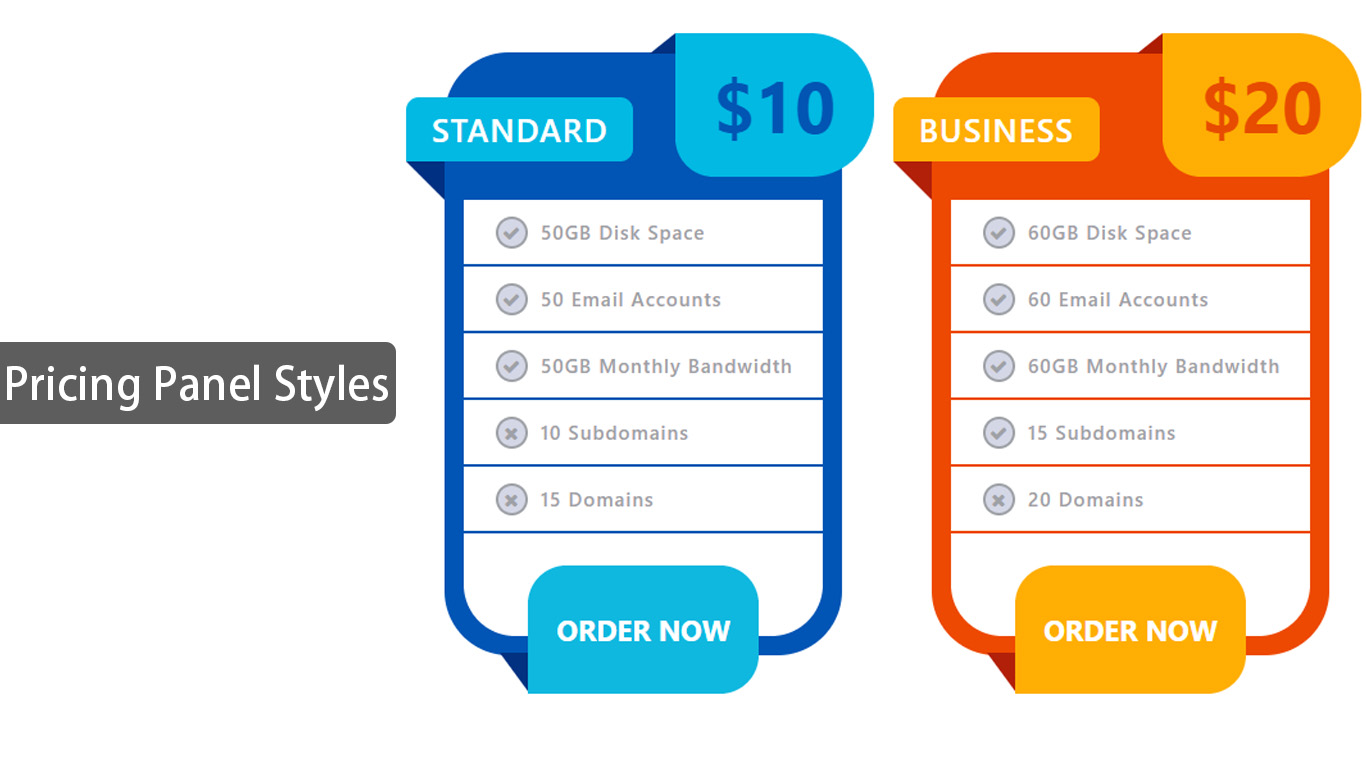 Pricing Panel Styles
STANDARD
$10
50GB Disk Space
50 Email Accounts
50GB Monthly Bandwidth
10 Subdomains
15 Domains
ORDER NOW
BUSINESS
$20
60GB Disk Space
60 Email Accounts
60GB Monthly Bandwidth
15 Subdomains
20 Domains
ORDER NOW